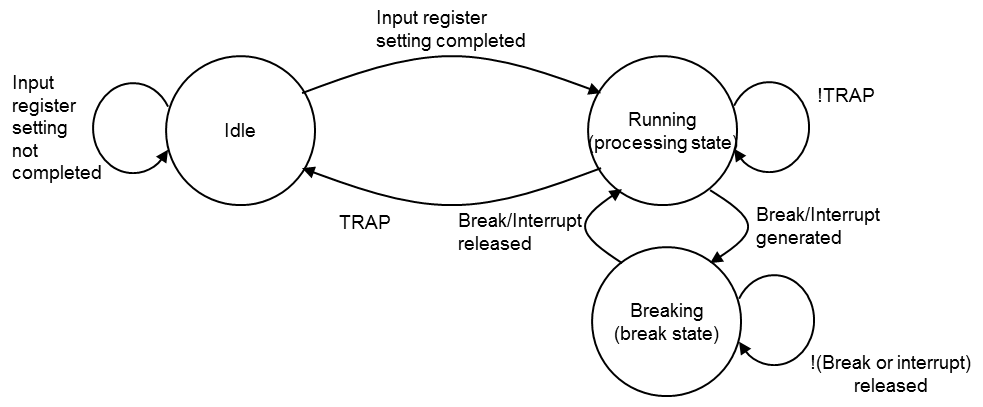 Input register
setting completed
Input
register
setting
not
completed
Idle
Running
(processing state)
!TRAP
TRAP
Break/Interrupt
released
Break/Interrupt
generated
Breaking
(break state)
!(Break or interrupt)
released